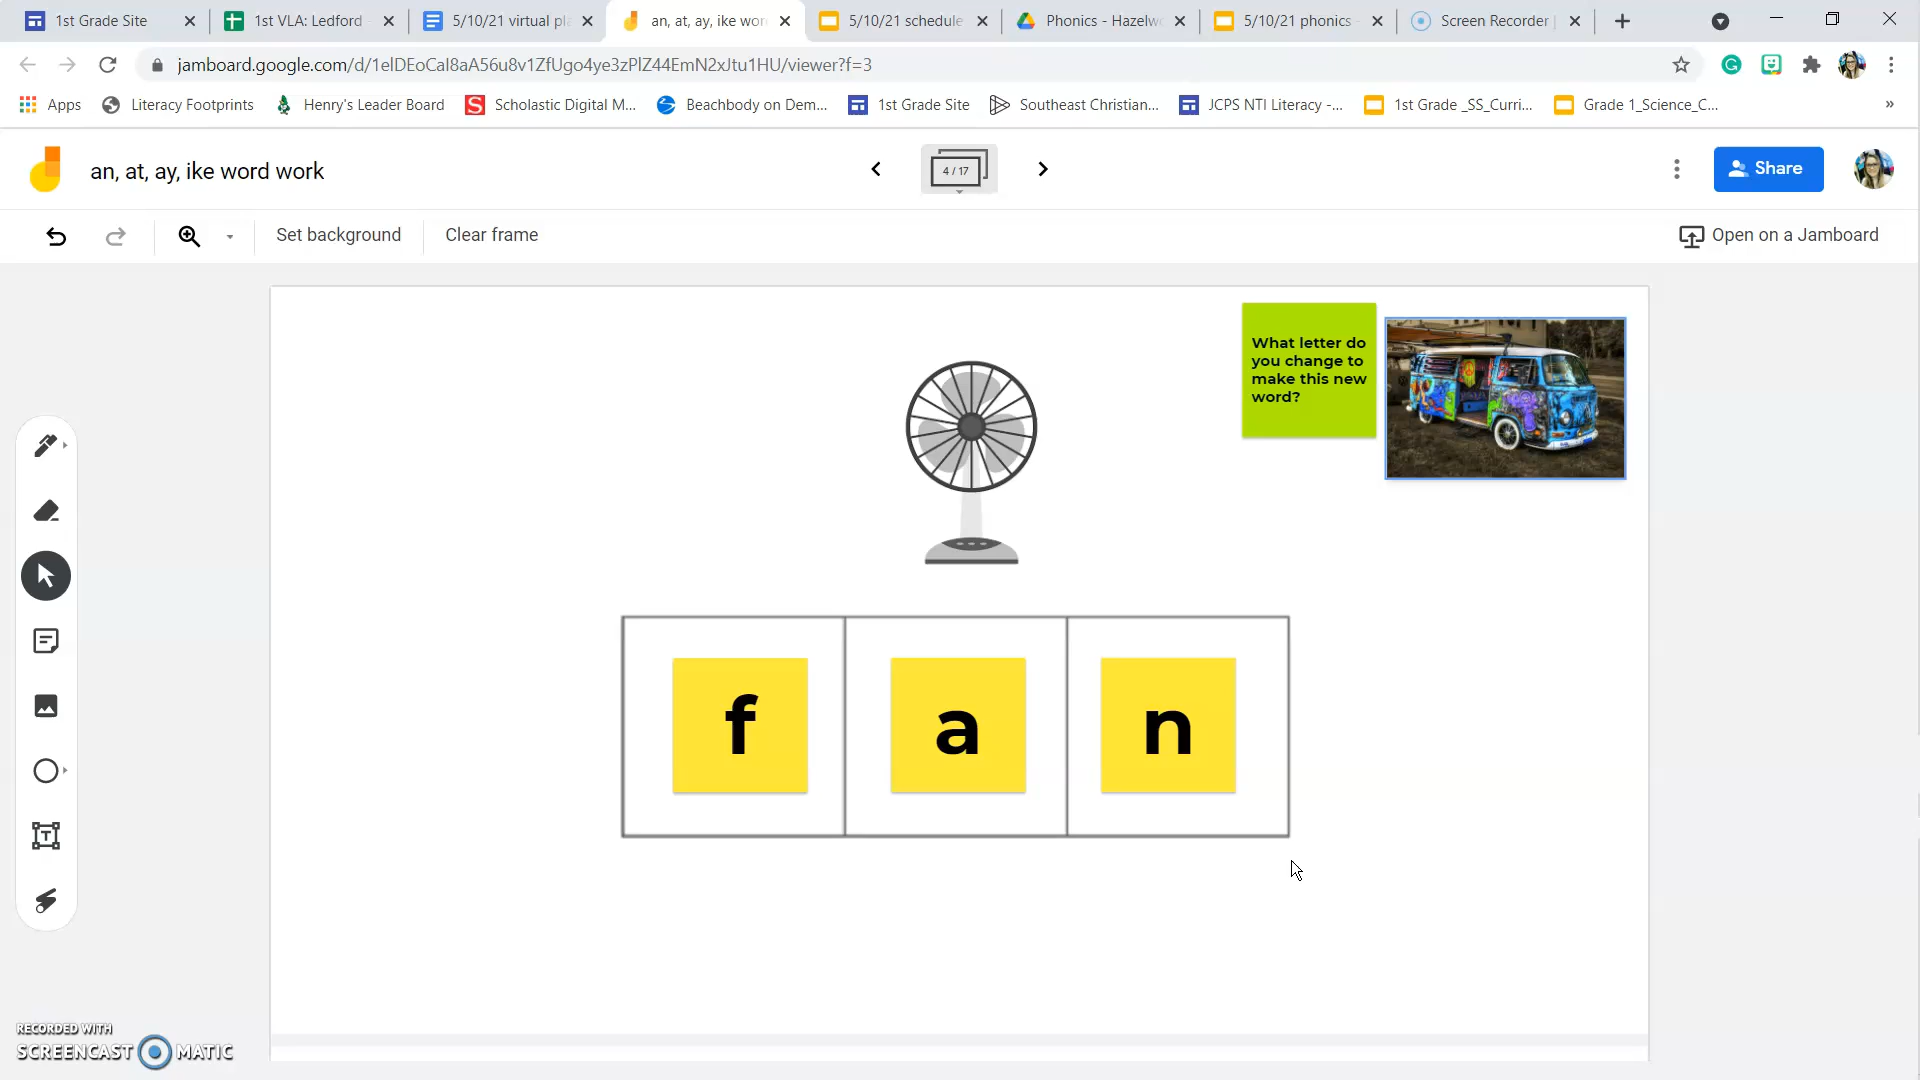 1st Grade Site
1st VLA: Ledford
5/10/21 virtual pl
an, at, ay, ike wor
5/10/21 schedule
Phonics - Hazelw
5/10/21 phonics
Screen Recorder
jamboard.google.com/d/1elDEoCaI8aA56u8v1ZfUgo4ye3zPlZ44EmN2xJtu1HU/viewer?f=3
Apps
Literacy Footprints
Henry's Leader Board
Scholastic Digital M...
Beachbody on Dem...
1st Grade Site
Southeast Christian...
JCPS NTI Literacy -...
1st Grade _SS_Curri...
Grade 1_Science_C...
an, at, ay, ike word work
4 / 17
Share
Set background
Clear frame
Open on a Jamboard
What letter do
you change to
make this new
word?
f
a
n
RECORDED WITH
SCREENCAST MATIC